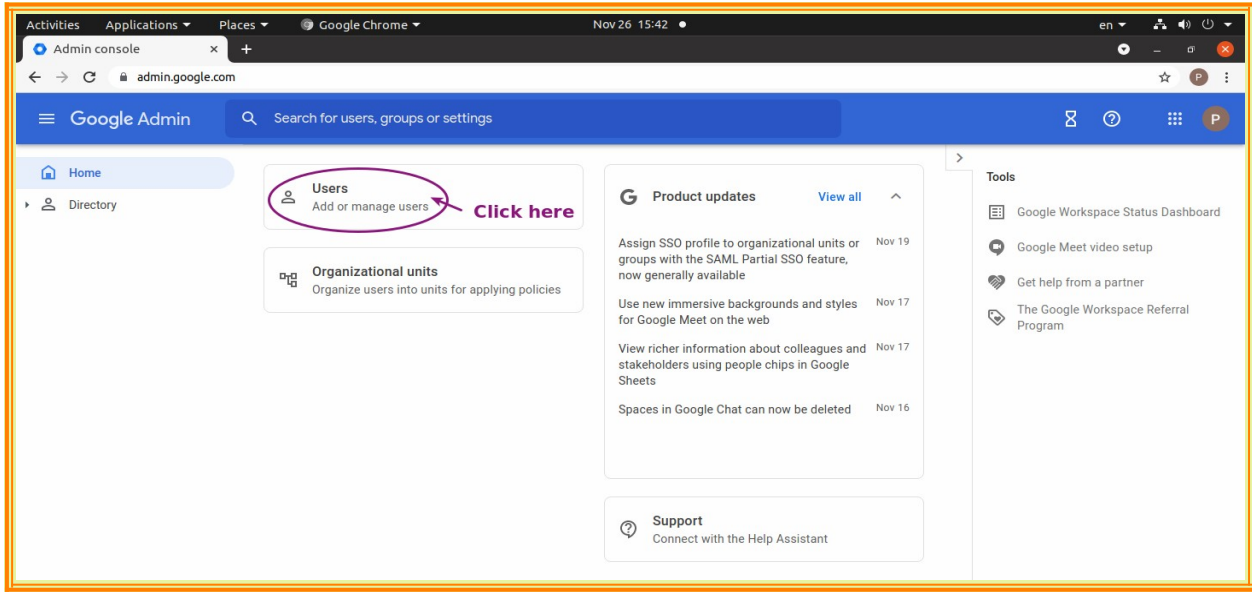 Activities Applications Places Google Chrome Nov 26 15:42 en
Admin console
admin.google.com
P
Google Admin Search for users, groups or settings P
Home
Directory
Users
Add or manage users
Click here
Organizational units
Organize users into units for applying policies
G Product updates View all
Assign SSO profile to organizational units or Nov 19
groups with the SAML Partial SSO feature,
now generally available
Use new immersive backgrounds and styles Nov 17
for Google Meet on the web
View richer information about colleagues and Nov 17
stakeholders using people chips in Google
Sheets
Spaces in Google Chat can now be deleted Nov 16
Support
Connect with the Help Assistant
Tools
Google Workspace Status Dashboard
Google Meet video setup
Get help from a partner
The Google Workspace Referral
Program